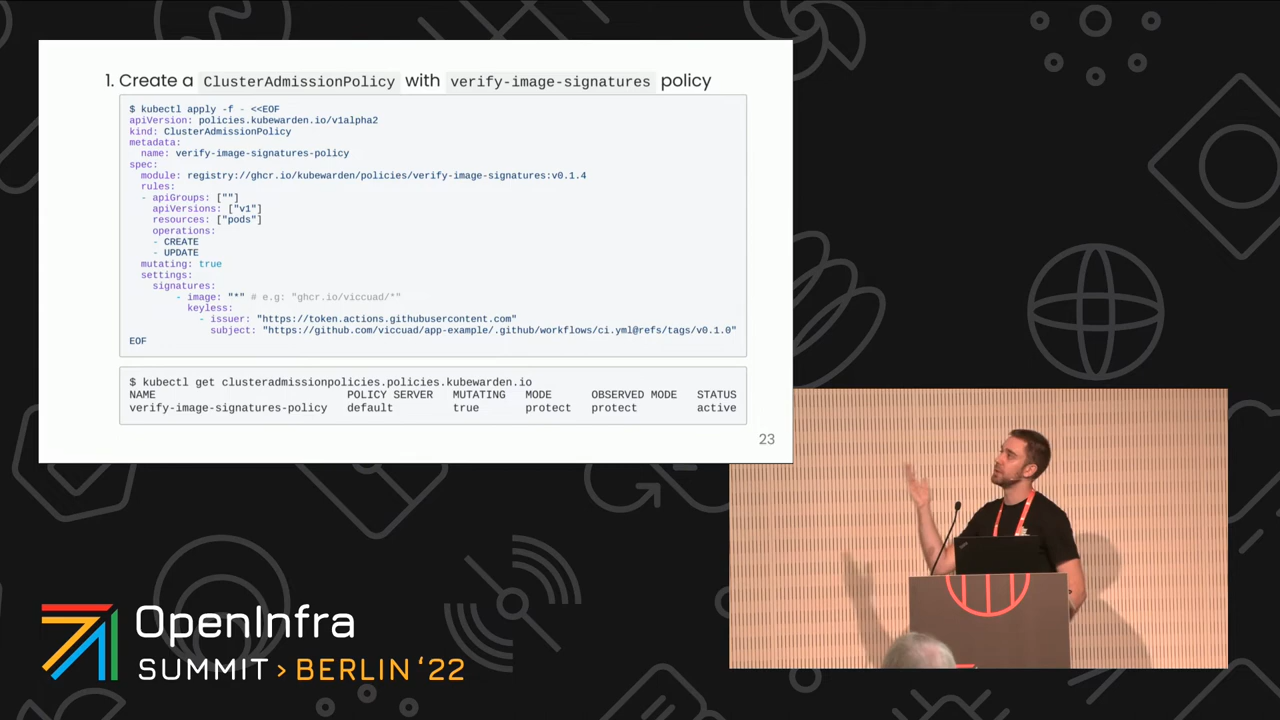 1. Create a ClusterAdmissionPolicy with verify-image-signatures policy
$ kubectl apply -f - <<EOF
apiVersion: policies.kubewarden.io/v1alpha2
kind: ClusterAdmissionPolicy
metadata:
  name: verify-image-signatures-policy
spec:
  module: registry://ghcr.io/kubewarden/policies/verify-image-signatures:v0.1.4
  rules:
  - apiGroups: [""]
    apiVersions: ["v1"]
    resources: ["pods"]
    operations:
    - CREATE
    - UPDATE
  mutating: true
  settings:
    signatures:
        - image: "*" # e.g: "ghcr.io/viccuad/*"
          keyless:
            - issuer: "https://token.actions.githubusercontent.com"
              subject: "https://github.com/viccuad/app-example/.github/workflows/ci.yml@refs/tags/v0.1.0"
EOF
$ kubectl get clusteradmissionpolicies.policies.kubewarden.io
NAME POLICY SERVER MUTATING MODE OBSERVED MODE STATUS
verify-image-signatures-policy default true protect protect active
23
OpenInfra
SUMMIT > BERLIN ‘22